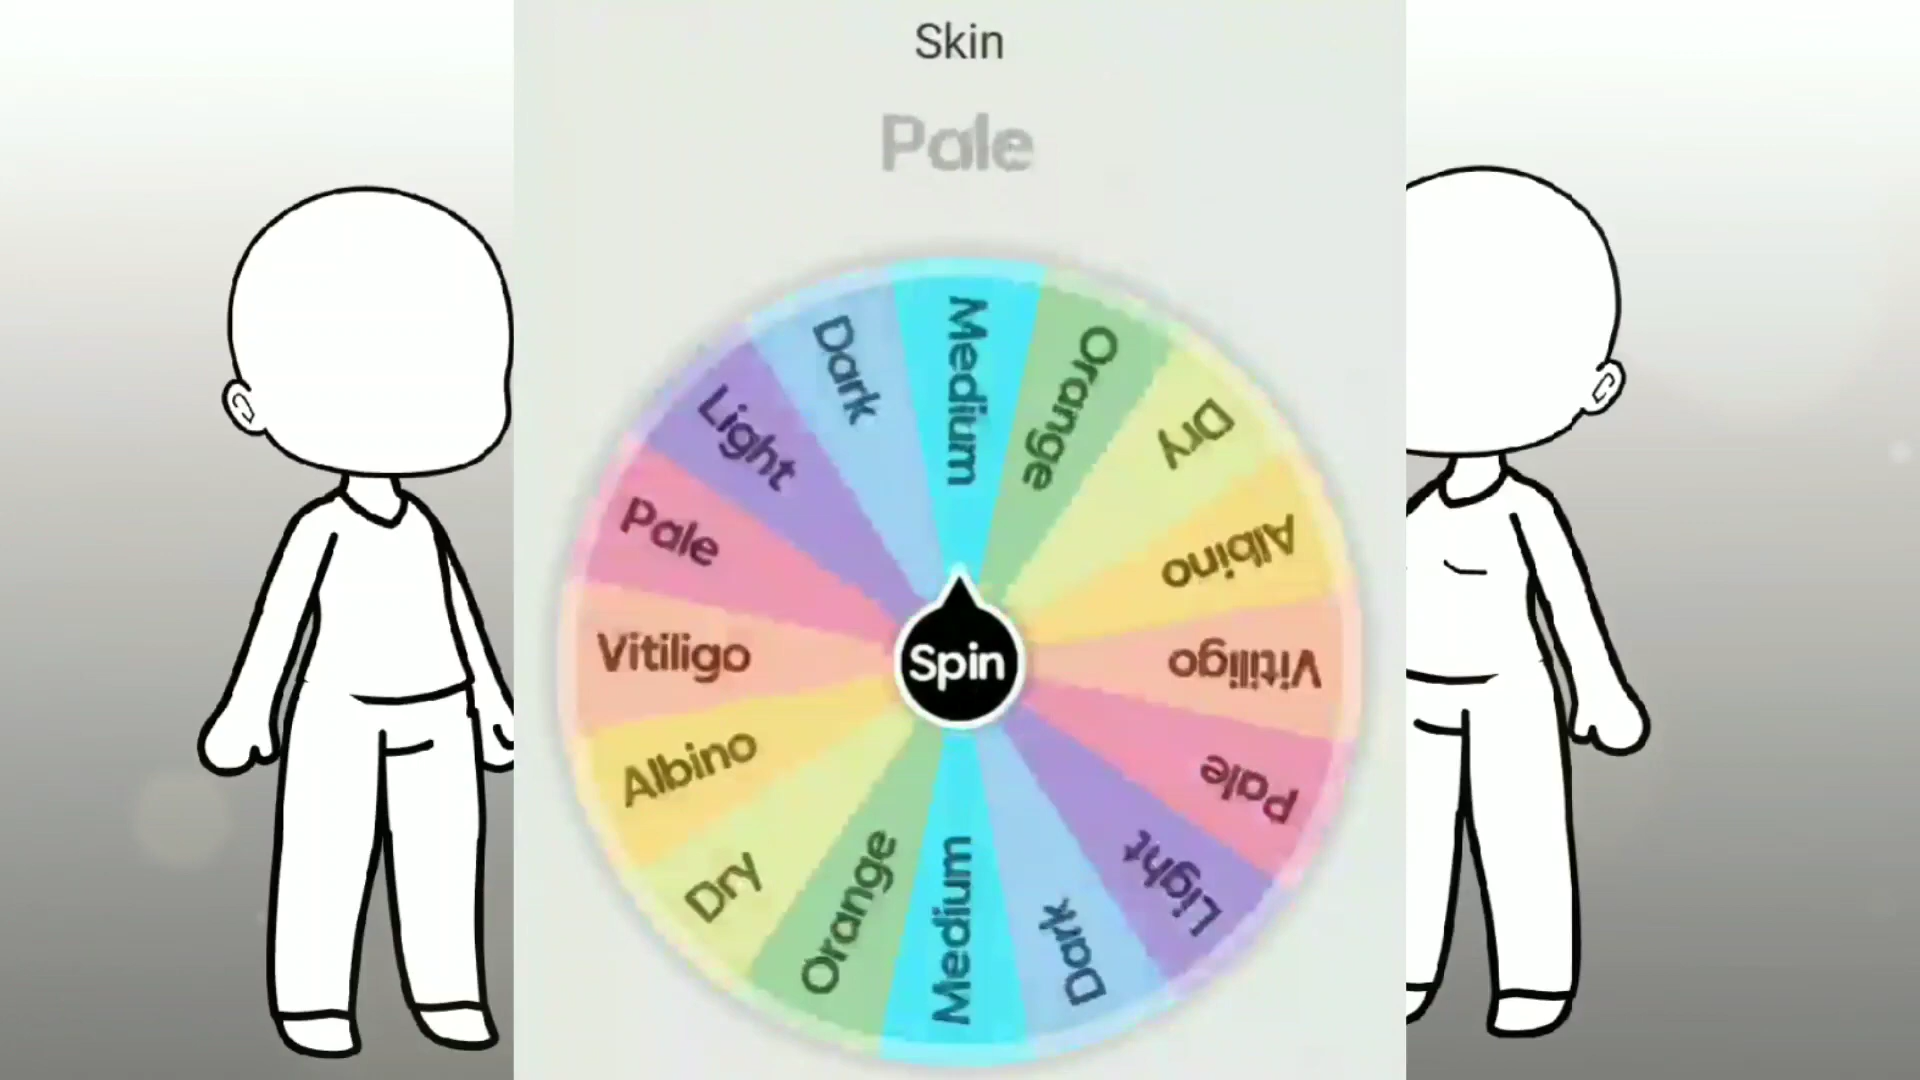 Skin
Pale
Medium
Orange
Dry
Albino
Vitiligo
Pale
Light
Dark
Medium
Orange
Dry
Albino
Vitiligo
Pale
Light
Dark
Spin